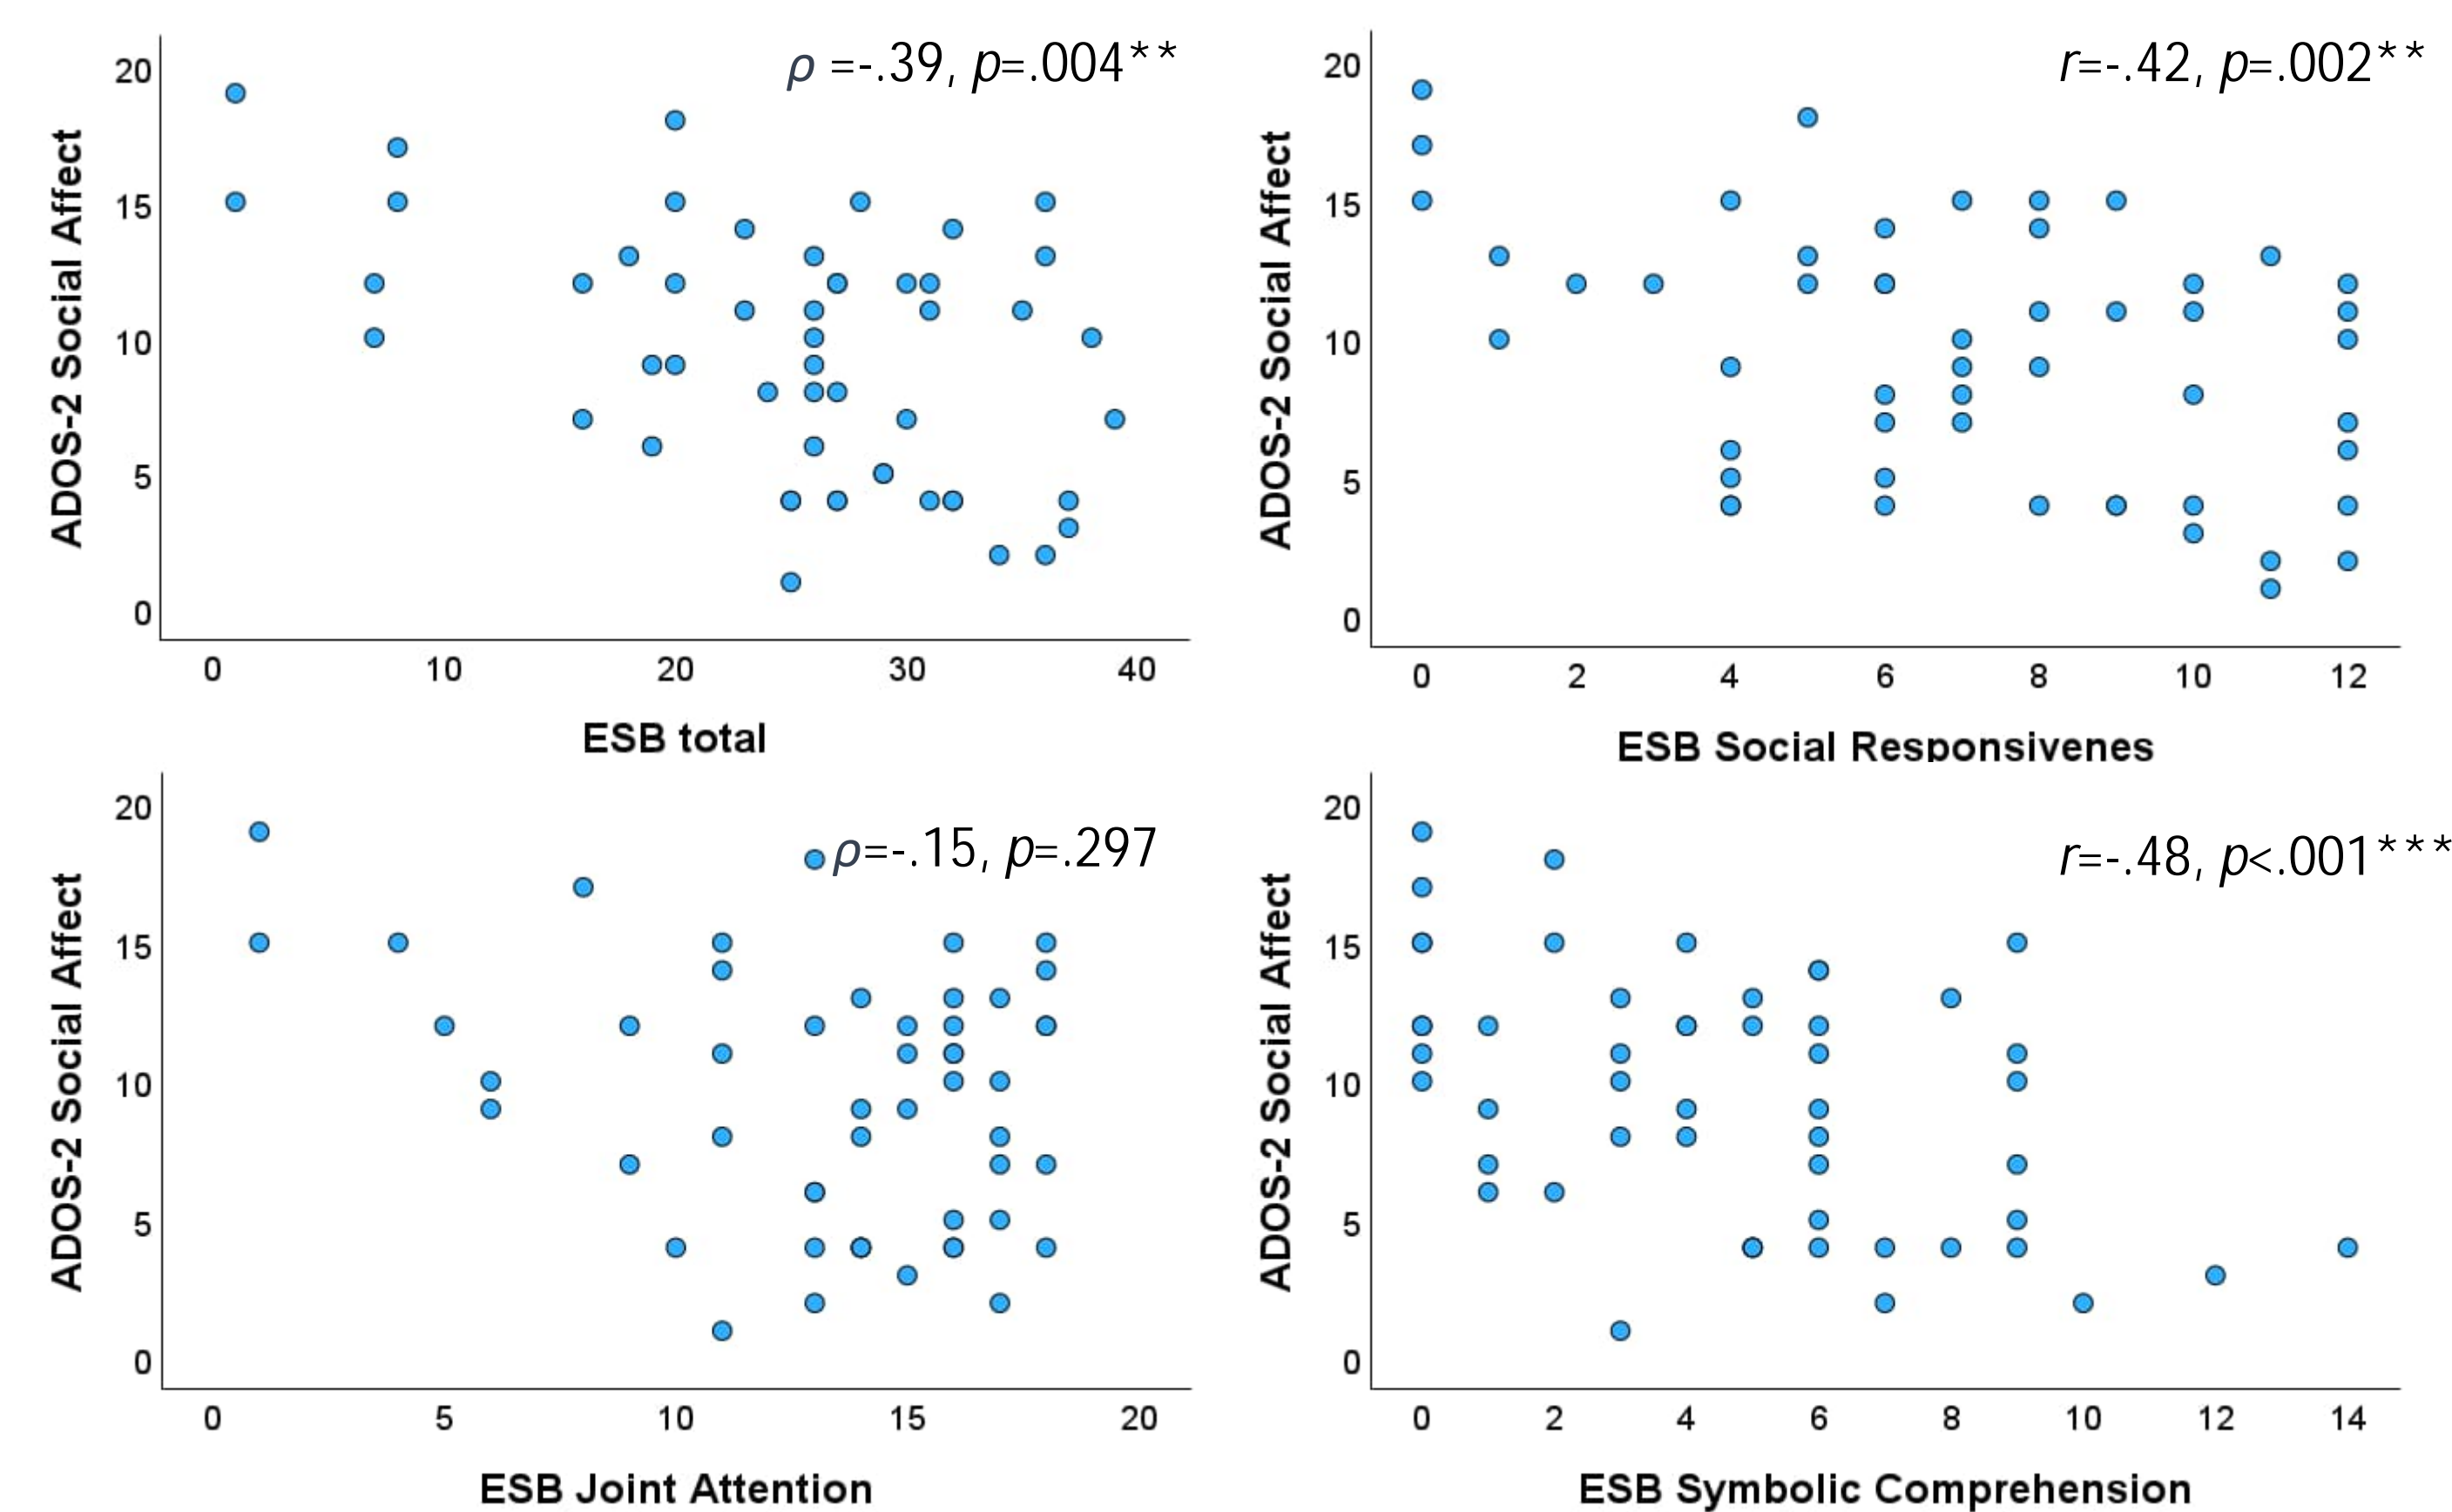 ρ =-.39, p=.004**
20
15
10
5
0
ADOS-2 Social Affect
0 10 20 30 40
ESB total
r=-.42, p=.002**
20
15
10
5
0
ADOS-2 Social Affect
0 2 4 6 8 10 12
ESB Social Responsivenes
ρ=-.15, p=.297
20
15
10
5
0
ADOS-2 Social Affect
0 5 10 15 20
ESB Joint Attention
r=-.48, p<.001***
20
15
10
5
0
ADOS-2 Social Affect
0 2 4 6 8 10 12 14
ESB Symbolic Comprehension